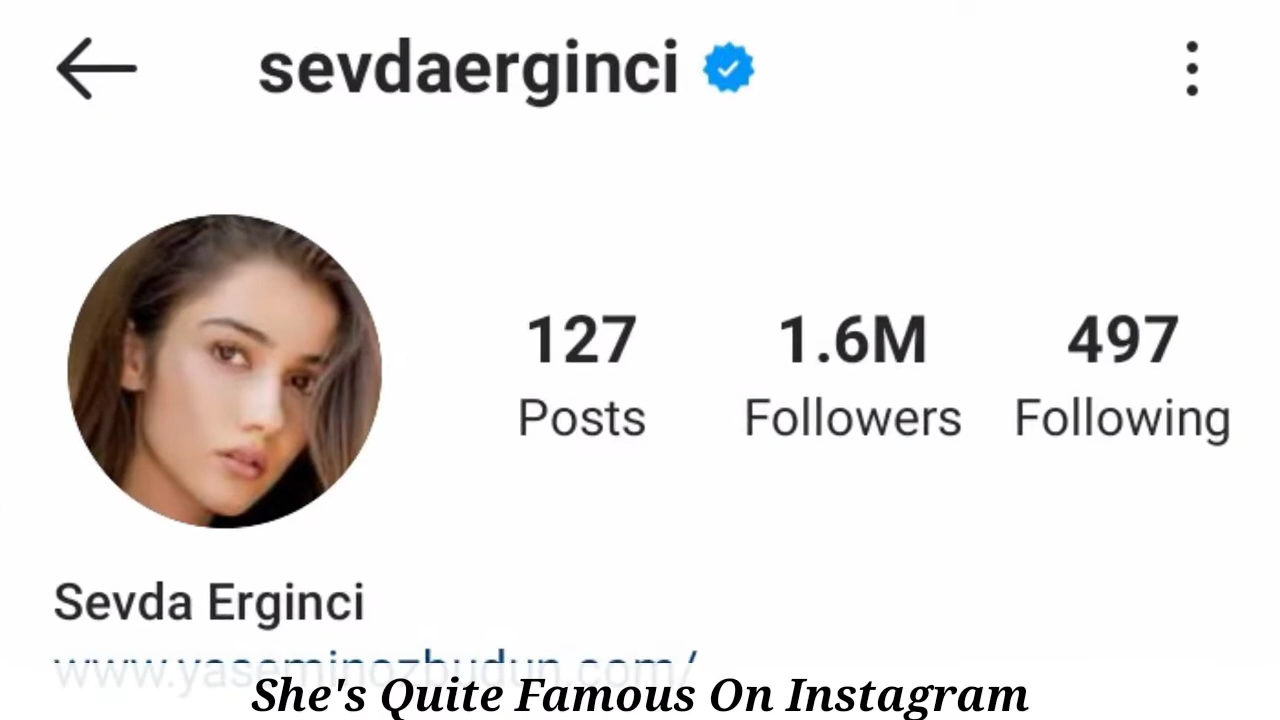 sevdaerginci
127 1.6M 497
Posts Followers Following
Sevda Erginci
www.yaseminozbudun.com/
She's Quite Famous On Instagram